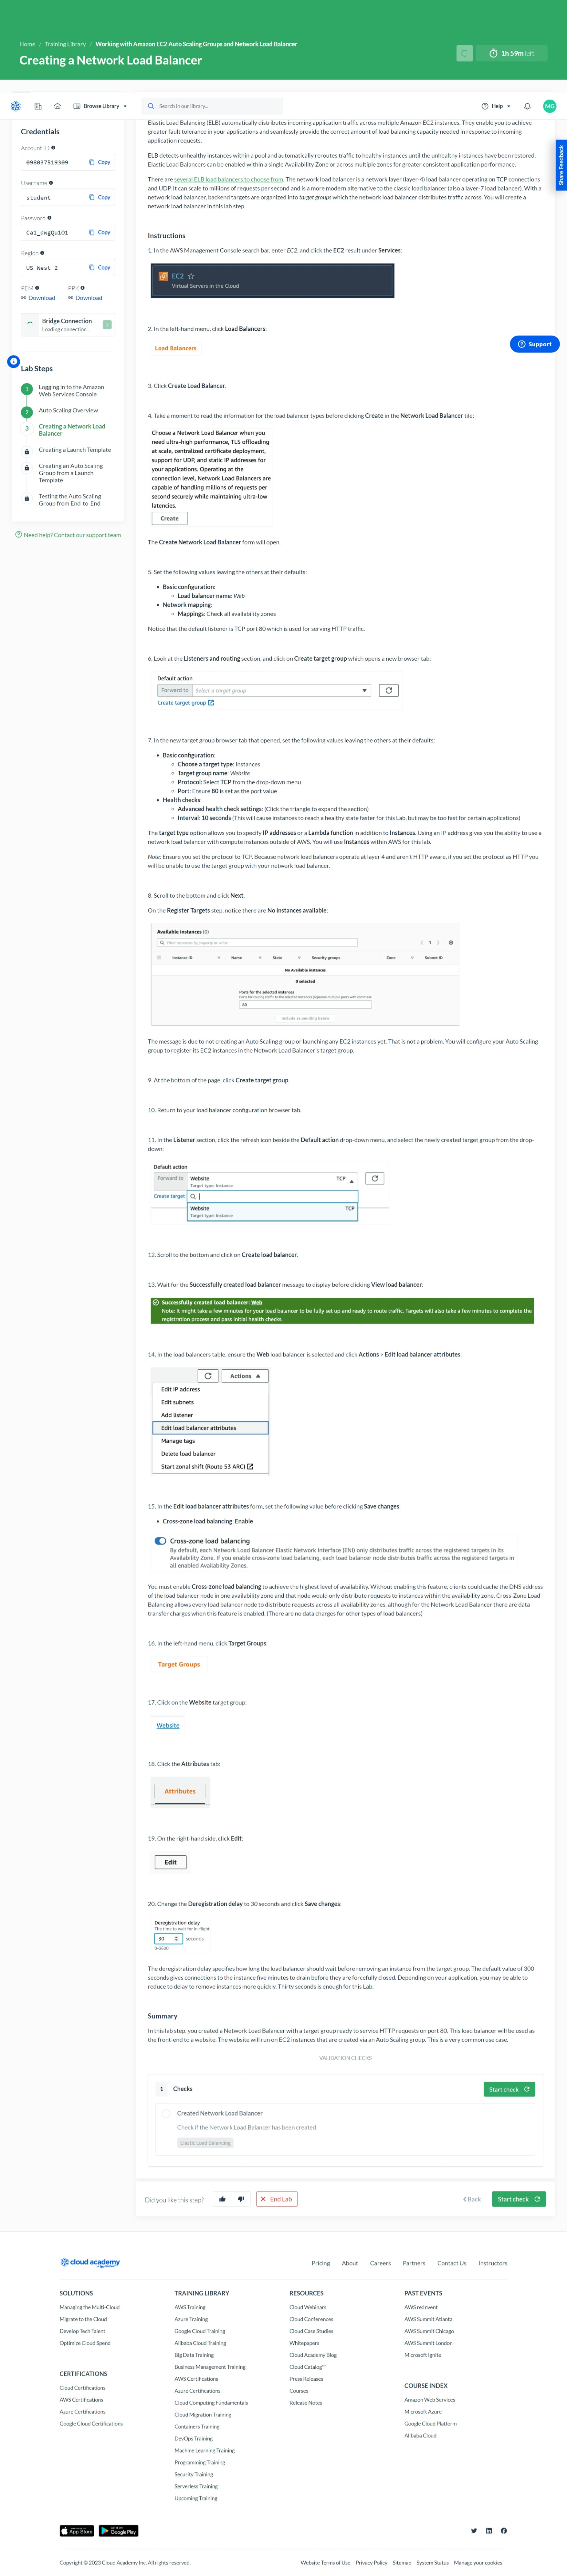 Home / Training Library / Working with Amazon EC2 Auto Scaling Groups and Network Load Balancer
Creating a Network Load Balancer
1h 59m left
Browse Library
Search in our library...
Help
MG
Share Feedback
Support
Credentials
Account ID
098037519309
Copy
Username
student
Copy
Password
Ca1_dwgQu1O1
Copy
Region
US West 2
Copy
PEM
PPK
Download
Download
Bridge Connection
Loading connection...
Lab Steps
1
Logging in to the Amazon
Web Services Console
2
Auto Scaling Overview
3
Creating a Network Load
Balancer
Creating a Launch Template
Creating an Auto Scaling
Group from a Launch
Template
Testing the Auto Scaling
Group from End-to-End
Need help? Contact our support team
Elastic Load Balancing (ELB) automatically distributes incoming application traffic across multiple Amazon EC2 instances. They enable you to achieve
greater fault tolerance in your applications and seamlessly provide the correct amount of load balancing capacity needed in response to incoming
application requests.
ELB detects unhealthy instances within a pool and automatically reroutes traffic to healthy instances until the unhealthy instances have been restored.
Elastic Load Balancers can be enabled within a single Availability Zone or across multiple zones for greater consistent application performance.
There are several ELB load balancers to choose from. The network load balancer is a network layer (layer-4) load balancer operating on TCP connections
and UDP. It can scale to millions of requests per second and is a more modern alternative to the classic load balancer (also a layer-7 load balancer). With a
network load balancer, backend targets are organized into target groups which the network load balancer distributes traffic across. You will create a
network load balancer in this lab step.
Instructions
1. In the AWS Management Console search bar, enter EC2, and click the EC2 result under Services:
EC2
Virtual Servers in the Cloud
2. In the left-hand menu, click Load Balancers:
Load Balancers
3. Click Create Load Balancer.
4. Take a moment to read the information for the load balancer types before clicking Create in the Network Load Balancer tile:
Choose a Network Load Balancer when you
need ultra-high performance, TLS offloading
at scale, centralized certificate deployment,
support for UDP, and static IP addresses for
your applications. Operating at the
connection level, Network Load Balancers are
capable of handling millions of requests per
second securely while maintaining ultra-low
latencies.
Create
The Create Network Load Balancer form will open.
5. Set the following values leaving the others at their defaults:
Basic configuration:
Load balancer name: Web
Network mapping:
Mappings: Check all availability zones
Notice that the default listener is TCP port 80 which is used for serving HTTP traffic.
6. Look at the Listeners and routing section, and click on Create target group which opens a new browser tab:
Default action
Forward to
Select a target group
Create target group
7. In the new target group browser tab that opened, set the following values leaving the others at their defaults:
Basic configuration:
Choose a target type: Instances
Target group name: Website
Protocol: Select TCP from the drop-down menu
Port: Ensure 80 is set as the port value
Health checks:
Advanced health check settings: (Click the triangle to expand the section)
Interval: 10 seconds (This will cause instances to reach a healthy state faster for this Lab, but may be too fast for certain applications)
The target type option allows you to specify IP addresses or a Lambda function in addition to Instances. Using an IP address gives you the ability to use a
network load balancer with compute instances outside of AWS. You will use Instances within AWS for this lab.
Note: Ensure you set the protocol to TCP. Because network load balancers operate at layer 4 and aren't HTTP aware, if you set the protocol as HTTP you
will be unable to use the target group with your network load balancer.
8. Scroll to the bottom and click Next.
On the Register Targets step, notice there are No instances available:
Available instances (0)
Filter resources by property or value
1
Instance ID
Name
State
Security groups
Zone
Subnet ID
No Available instances
0 selected
Ports for the selected instances
Ports for routing traffic to the selected instances (separate multiple ports with commas)
80
Include as pending below
The message is due to not creating an Auto Scaling group or launching any EC2 instances yet. That is not a problem. You will configure your Auto Scaling
group to register its EC2 instances in the Network Load Balancer's target group.
9. At the bottom of the page, click Create target group.
10. Return to your load balancer configuration browser tab.
11. In the Listener section, click the refresh icon beside the Default action drop-down menu, and select the newly created target group from the drop-
down:
Default action
Forward to
Website
TCP
Target type: Instance
Create target
Website
TCP
Target type: Instance
12. Scroll to the bottom and click on Create load balancer.
13. Wait for the Successfully created load balancer message to display before clicking View load balancer:
Successfully created load balancer: Web
Note: It might take a few minutes for your load balancer to be fully set up and ready to route traffic. Targets will also take a few minutes to complete the
registration process and pass initial health checks.
14. In the load balancers table, ensure the Web load balancer is selected and click Actions > Edit load balancer attributes:
Actions
Edit IP address
Edit subnets
Add listener
Edit load balancer attributes
Manage tags
Delete load balancer
Start zonal shift (Route 53 ARC)
15. In the Edit load balancer attributes form, set the following value before clicking Save changes:
Cross-zone load balancing: Enable
Cross-zone load balancing
By default, each Network Load Balancer Elastic Network Interface (ENI) only distributes traffic across the registered targets in its
Availability Zone. If you enable cross-zone load balancing, each load balancer node distributes traffic across the registered targets in
all enabled Availability Zones.
You must enable Cross-zone load balancing to achieve the highest level of availability. Without enabling this feature, clients could cache the DNS address
of the load balancer node in one availability zone and that node would only distribute requests to instances within the availability zone. Cross-Zone Load
Balancing allows every load balancer node to distribute requests across all availability zones, although for the Network Load Balancer there are data
transfer charges when this feature is enabled. (There are no data charges for other types of load balancers)
16. In the left-hand menu, click Target Groups:
Target Groups
17. Click on the Website target group:
Website
18. Click the Attributes tab:
Attributes
19. On the right-hand side, click Edit:
Edit
20. Change the Deregistration delay to 30 seconds and click Save changes:
Deregistration delay
The time to wait for in-flight
30
seconds
0-3600
The deregistration delay specifies how long the load balancer should wait before removing an instance from the target group. The default value of 300
seconds gives connections to the instance five minutes to drain before they are forcefully closed. Depending on your application, you may be able to
reduce to delay to remove instances more quickly. Thirty seconds is enough for this Lab.
Summary
In this lab step, you created a Network Load Balancer with a target group ready to service HTTP requests on port 80. This load balancer will be used as
the front-end to a website. The website will run on EC2 instances that are created via an Auto Scaling group. This is a very common use case.
VALIDATION CHECKS
1
Checks
Start check
Created Network Load Balancer
Check if the Network Load Balancer has been created
Elastic Load Balancing
Did you like this step?
End Lab
Back
Start check
cloud academy
Pricing
About
Careers
Partners
Contact Us
Instructors
SOLUTIONS
Managing the Multi-Cloud
Migrate to the Cloud
Develop Tech Talent
Optimize Cloud Spend
CERTIFICATIONS
Cloud Certifications
AWS Certifications
Azure Certifications
Google Cloud Certifications
TRAINING LIBRARY
AWS Training
Azure Training
Google Cloud Training
Alibaba Cloud Training
Big Data Training
Business Management Training
AWS Certifications
Azure Certifications
Cloud Computing Fundamentals
Cloud Migration Training
Containers Training
DevOps Training
Machine Learning Training
Programming Training
Security Training
Serverless Training
Upcoming Training
RESOURCES
Cloud Webinars
Cloud Conferences
Cloud Case Studies
Whitepapers
Cloud Academy Blog
Cloud Catalog™
Press Releases
Courses
Release Notes
PAST EVENTS
AWS re:Invent
AWS Summit Atlanta
AWS Summit Chicago
AWS Summit London
Microsoft Ignite
COURSE INDEX
Amazon Web Services
Microsoft Azure
Google Cloud Platform
Alibaba Cloud
App Store
Google Play
Copyright © 2023 Cloud Academy Inc. All rights reserved.
Website Terms of Use
Privacy Policy
Sitemap
System Status
Manage your cookies